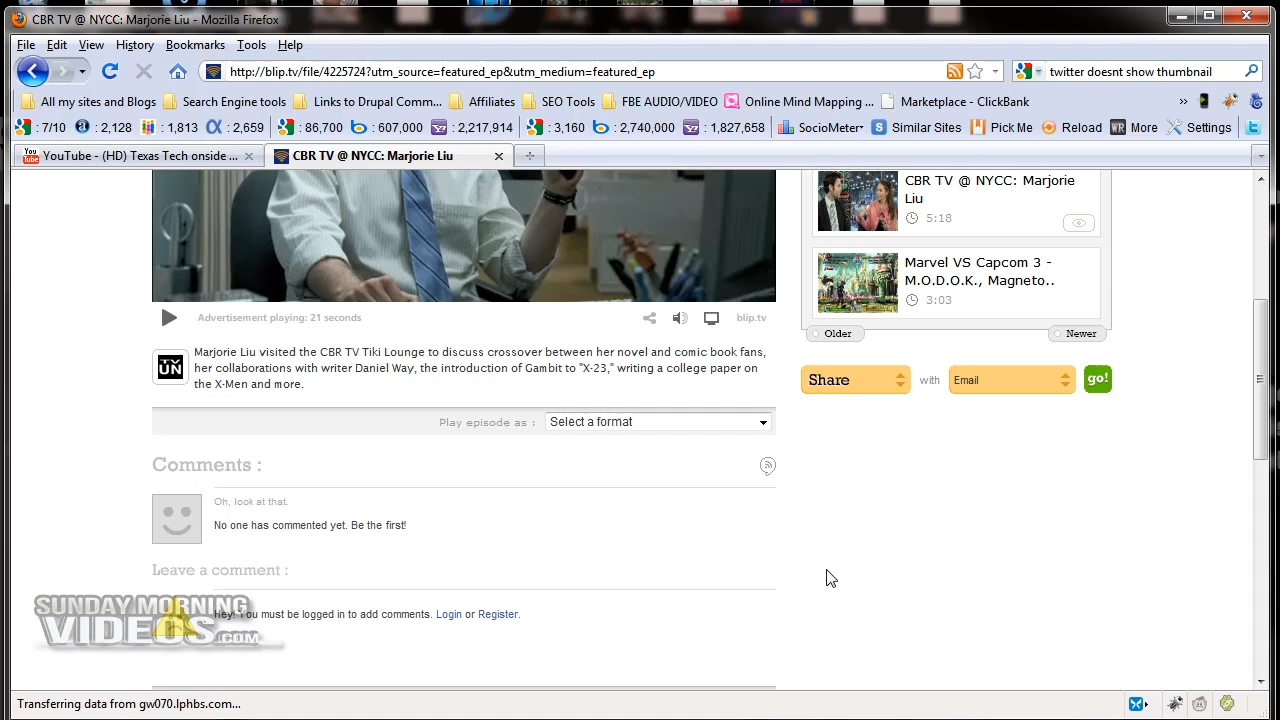 CBR TV @ NYCC: Marjorie Liu - Mozilla Firefox
File Edit View History Bookmarks Tools Help
http://blip.tv/file/4225724?utm_source=featured_ep&utm_medium=featured_ep
twitter doesnt show thumbnail
All my sites and Blogs Search Engine tools Links to Drupal Comm... Affiliates SEO Tools FBE AUDIO/VIDEO Online Mind Mapping ... Marketplace - ClickBank »
: 7/10 : 2,128 : 1,813 : 2,659 : 86,700 : 607,000 : 2,217,914 : 3,160 : 2,740,000 : 1,827,658 SocioMeter Similar Sites Pick Me Reload WR More Settings
YouTube - (HD) Texas Tech onside ... CBR TV @ NYCC: Marjorie Liu
CBR TV @ NYCC: Marjorie
Liu
5:18
Marvel VS Capcom 3 -
M.O.D.O.K., Magneto..
3:03
Older Newer
Advertisement playing: 21 seconds
blip.tv
TV
UN
Marjorie Liu visited the CBR TV Tiki Lounge to discuss crossover between her novel and comic book fans,
her collaborations with writer Daniel Way, the introduction of Gambit to "X-23," writing a college paper on
the X-Men and more.
Share with Email go!
Play episode as : Select a format
Comments :
Oh, look at that.
No one has commented yet. Be the first!
Leave a comment :
Hey! You must be logged in to add comments. Login or Register.
SUNDAY MORNING
VIDEOS.COM
Transferring data from gw070.lphbs.com...